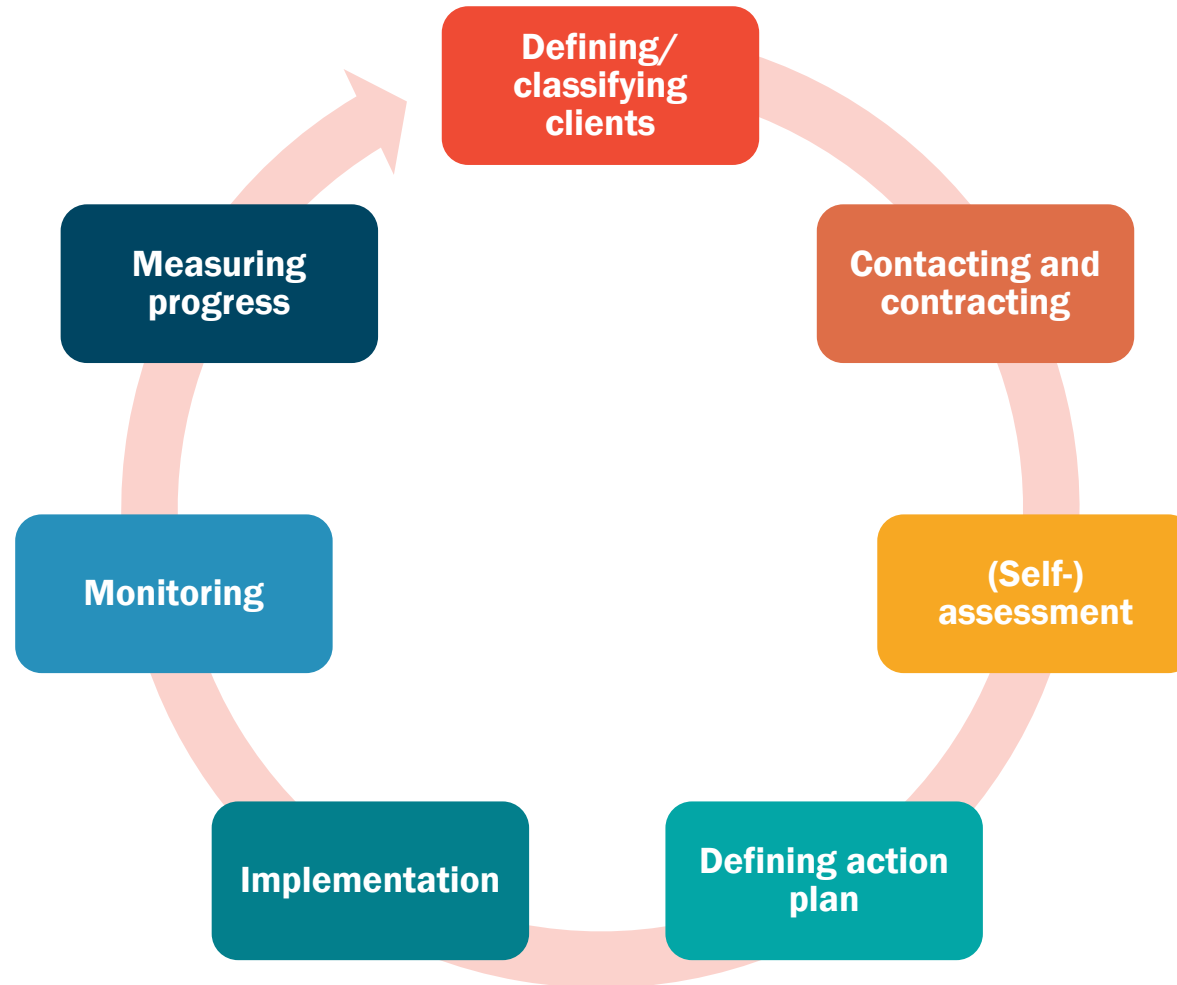 Defining/
classifying
clients
Contacting and
contracting
(Self-)
assessment
Defining action
plan
Implementation
Monitoring
Measuring
progress